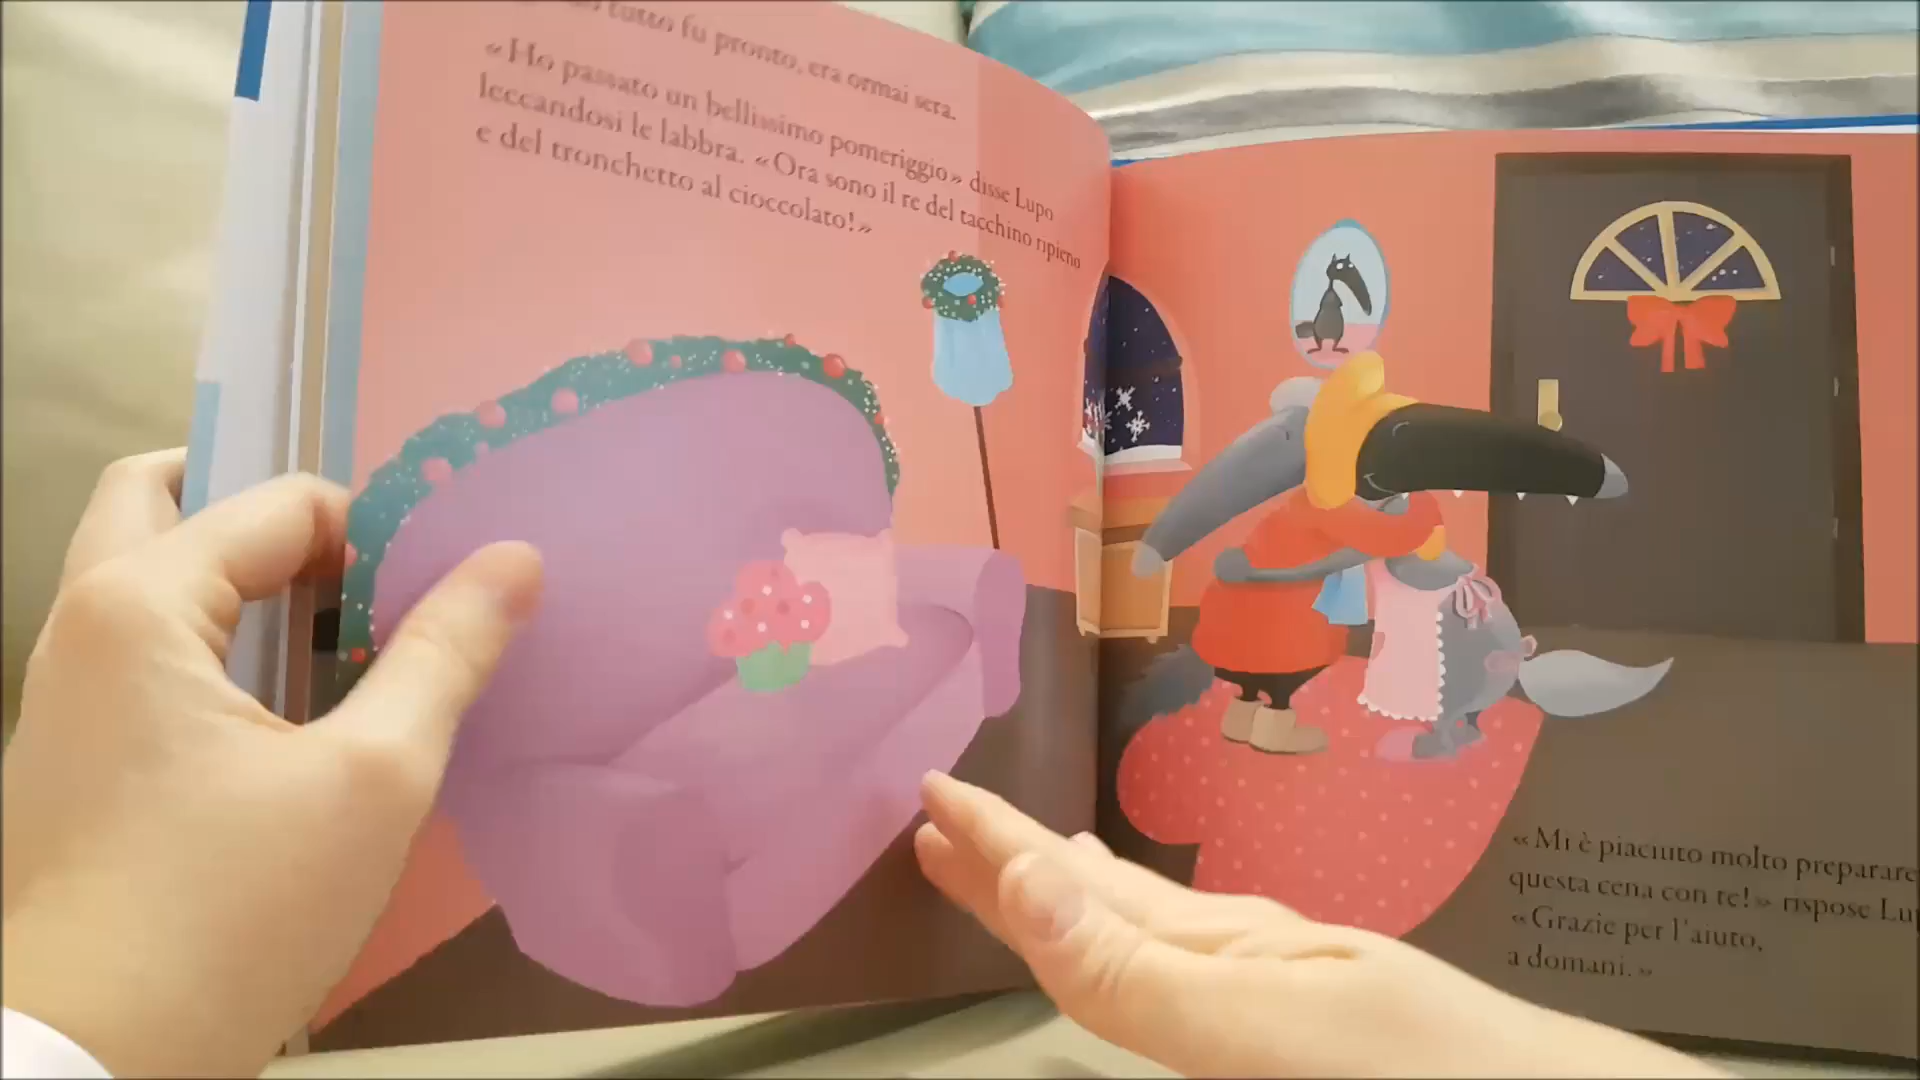 tutto fu pronto, era ormai sera.
«Ho passato un bellissimo pomeriggio» disse Lupo
leccandosi le labbra. «Ora sono il re del tacchino ripieno
e del tronchetto al cioccolato!»
«Mi è piaciuto molto preparare
questa cena con te!» rispose
«Grazie per l'aiuto,
a domani.»